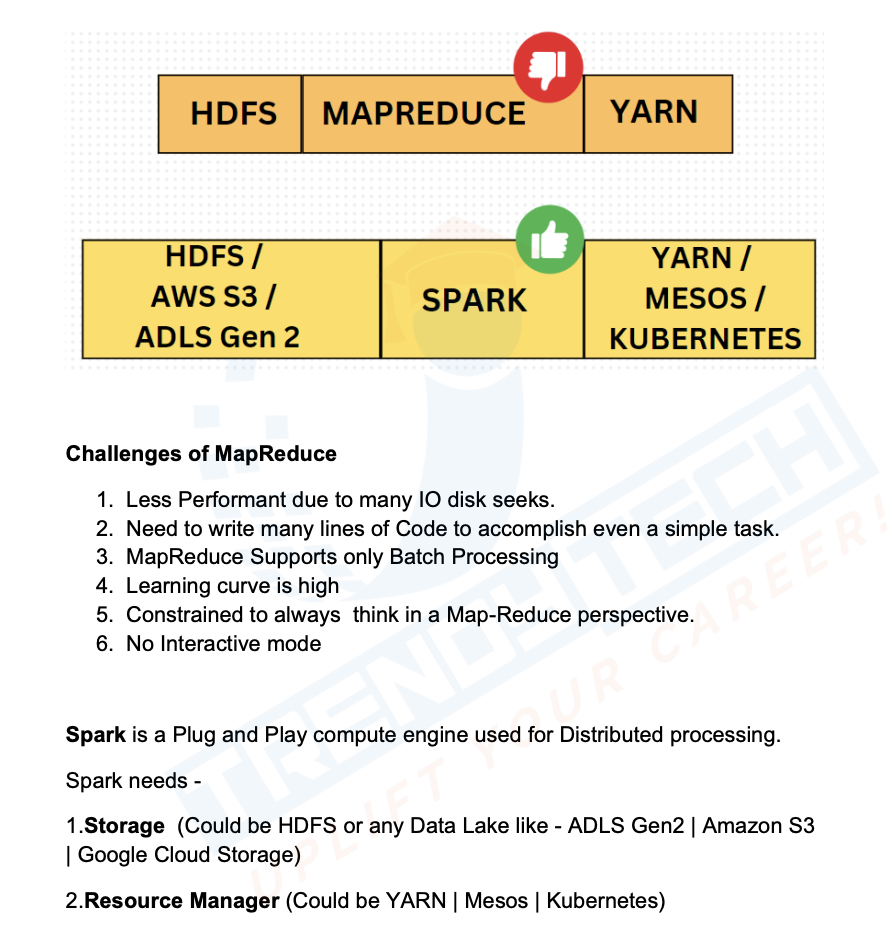 HDFS MAPREDUCE YARN
HDFS /
AWS S3 /
ADLS Gen 2
SPARK
YARN /
MESOS /
KUBERNETES
Challenges of MapReduce
1. Less Performant due to many IO disk seeks.
2. Need to write many lines of Code to accomplish even a simple task.
3. MapReduce Supports only Batch Processing
4. Learning curve is high
5. Constrained to always  think in a Map-Reduce perspective.
6. No Interactive mode
Spark is a Plug and Play compute engine used for Distributed processing.
Spark needs -
1.Storage  (Could be HDFS or any Data Lake like - ADLS Gen2 | Amazon S3
| Google Cloud Storage)
2.Resource Manager (Could be YARN | Mesos | Kubernetes)
TRENDY TECH
UPLIFT YOUR CAREER!